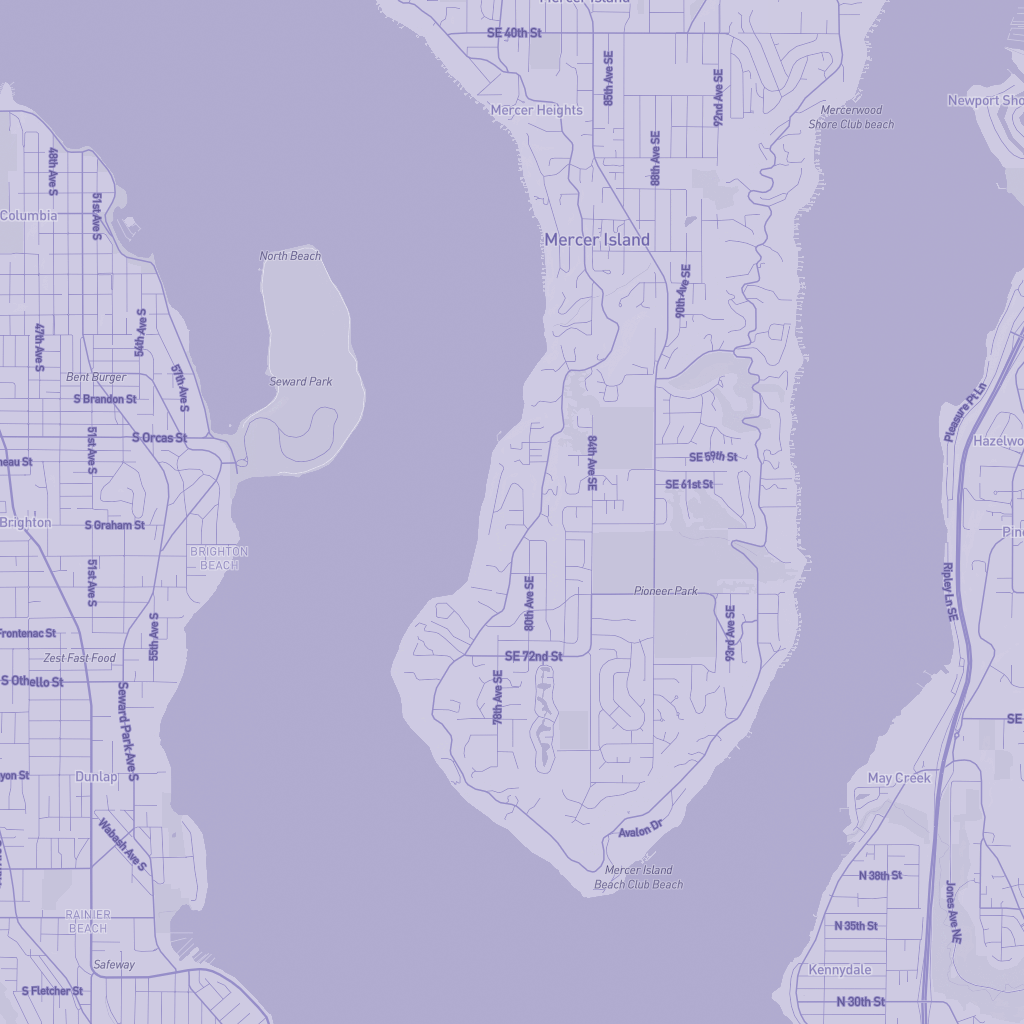 Mercer Island
SE 40th St
85th Ave SE
92nd Ave SE
Mercer Heights
Mercerwood
Shore Club beach
Newport Sho
48th Ave S
88th Ave SE
51st Ave S
Columbia
Mercer Island
North Beach
90th Ave SE
54th Ave S
47th Ave S
57th Ave S
Bent Burger
Seward Park
S Brandon St
Pleasure Pt Ln
S Orcas St
51st Ave S
84th Ave SE
Hazelwo
SE 59th St
neau St
SE 61st St
Brighton
S Graham St
Pine
BRIGHTON
BEACH
51st Ave S
Ripley Ln SE
80th Ave SE
Pioneer Park
93rd Ave SE
Frontenac St
55th Ave S
Zest Fast Food
SE 72nd St
S Othello St
78th Ave SE
Seward Park Ave S
SE
yon St
Dunlap
May Creek
Avalon Dr
Wabash Ave S
Mercer Island
Beach Club Beach
N 38th St
Jones Ave NE
RAINIER
BEACH
N 35th St
Safeway
Kennydale
S Fletcher St
N 30th St